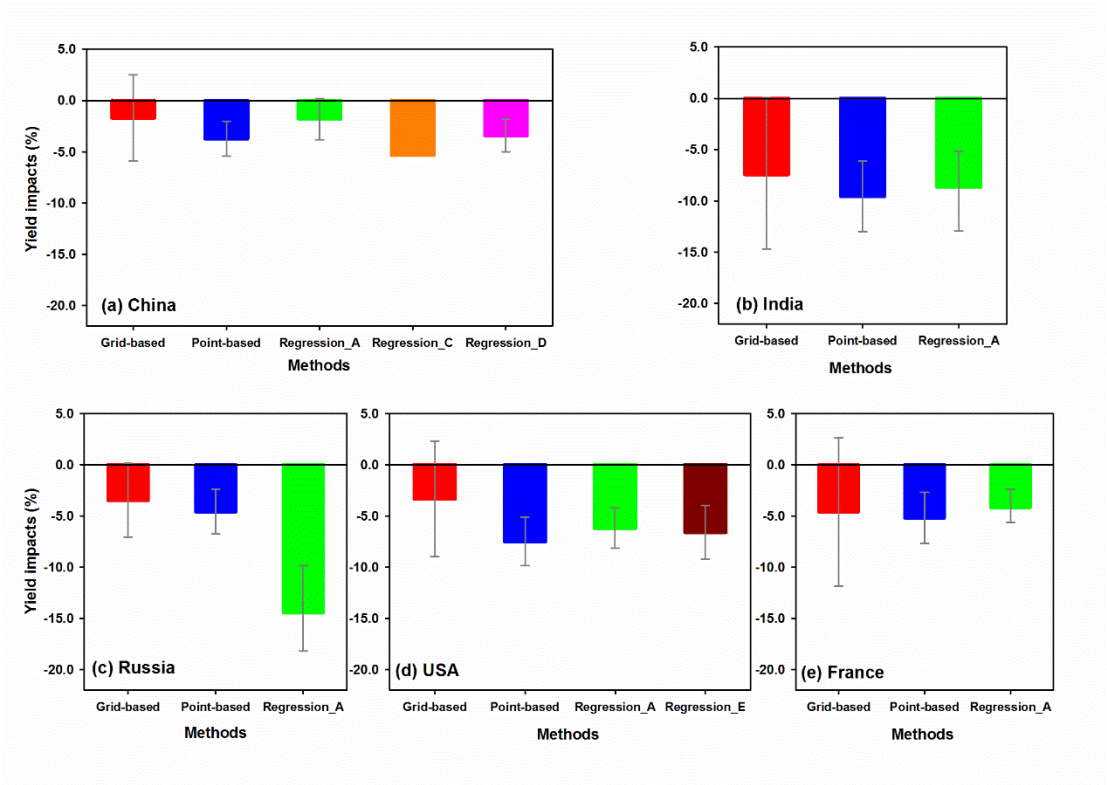 5.0
0.0
-5.0
-10.0
-15.0
-20.0
Yield impacts (%)
(a) China
Grid-based Point-based Regression_A Regression_C Regression_D
Methods
5.0
0.0
-5.0
-10.0
-15.0
-20.0
(b) India
Grid-based Point-based Regression_A
Methods
5.0
0.0
-5.0
-10.0
-15.0
-20.0
Yield impacts (%)
(c) Russia
Grid-based Point-based Regression_A
Methods
5.0
0.0
-5.0
-10.0
-15.0
-20.0
(d) USA
Grid-based Point-based Regression_A Regression_E
Methods
5.0
0.0
-5.0
-10.0
-15.0
-20.0
(e) France
Grid-based Point-based Regression_A
Methods